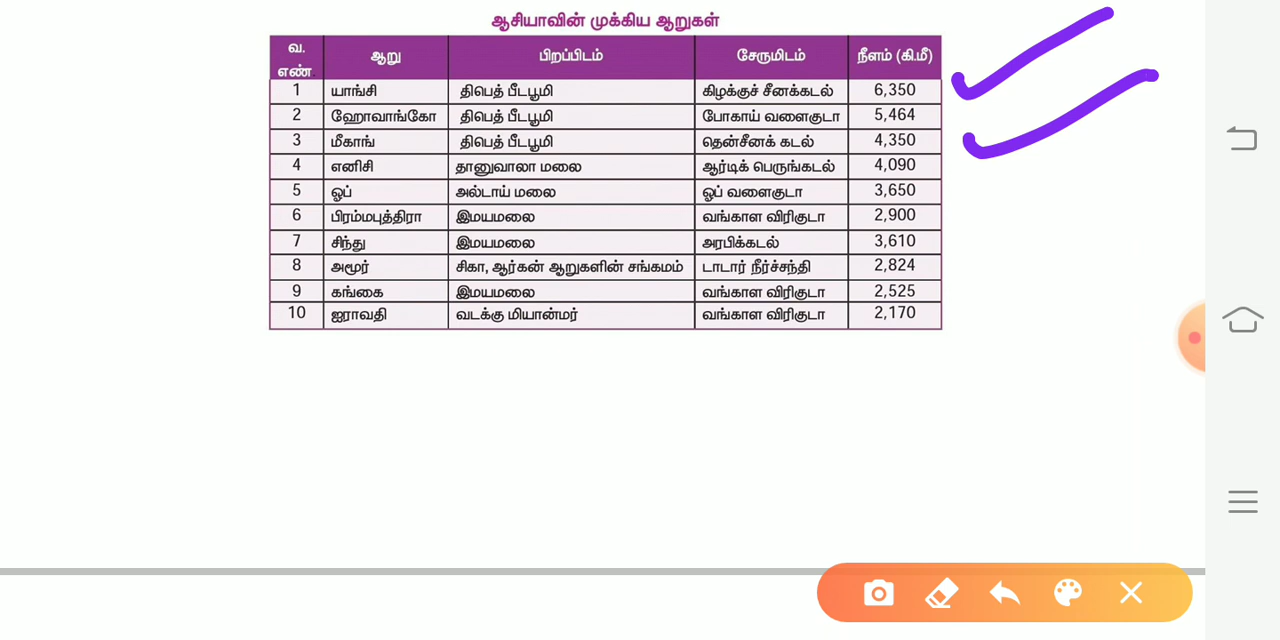 ஆசியாவின் முக்கிய ஆறுகள்
வ. எண். ஆறு பிறப்பிடம் சேருமிடம் நீளம் (கி.மீ)
1 யாங்சி திபெத் பீடபூமி கிழக்குச் சீனக்கடல் 6,350
2 ஹோவாங்கோ திபெத் பீடபூமி போகாய் வளைகுடா 5,464
3 மீகாங் திபெத் பீடபூமி தென்சீனக் கடல் 4,350
4 எனிசி தானுவாலா மலை ஆர்டிக் பெருங்கடல் 4,090
5 ஓப் அல்டாய் மலை ஓப் வளைகுடா 3,650
6 பிரம்மபுத்திரா இமயமலை வங்காள விரிகுடா 2,900
7 சிந்து இமயமலை அரபிக்கடல் 3,610
8 அமூர் சிகா, ஆர்கன் ஆறுகளின் சங்கமம் டாடார் நீர்ச்சந்தி 2,824
9 கங்கை இமயமலை வங்காள விரிகுடா 2,525
10 ஐராவதி வடக்கு மியான்மர் வங்காள விரிகுடா 2,170